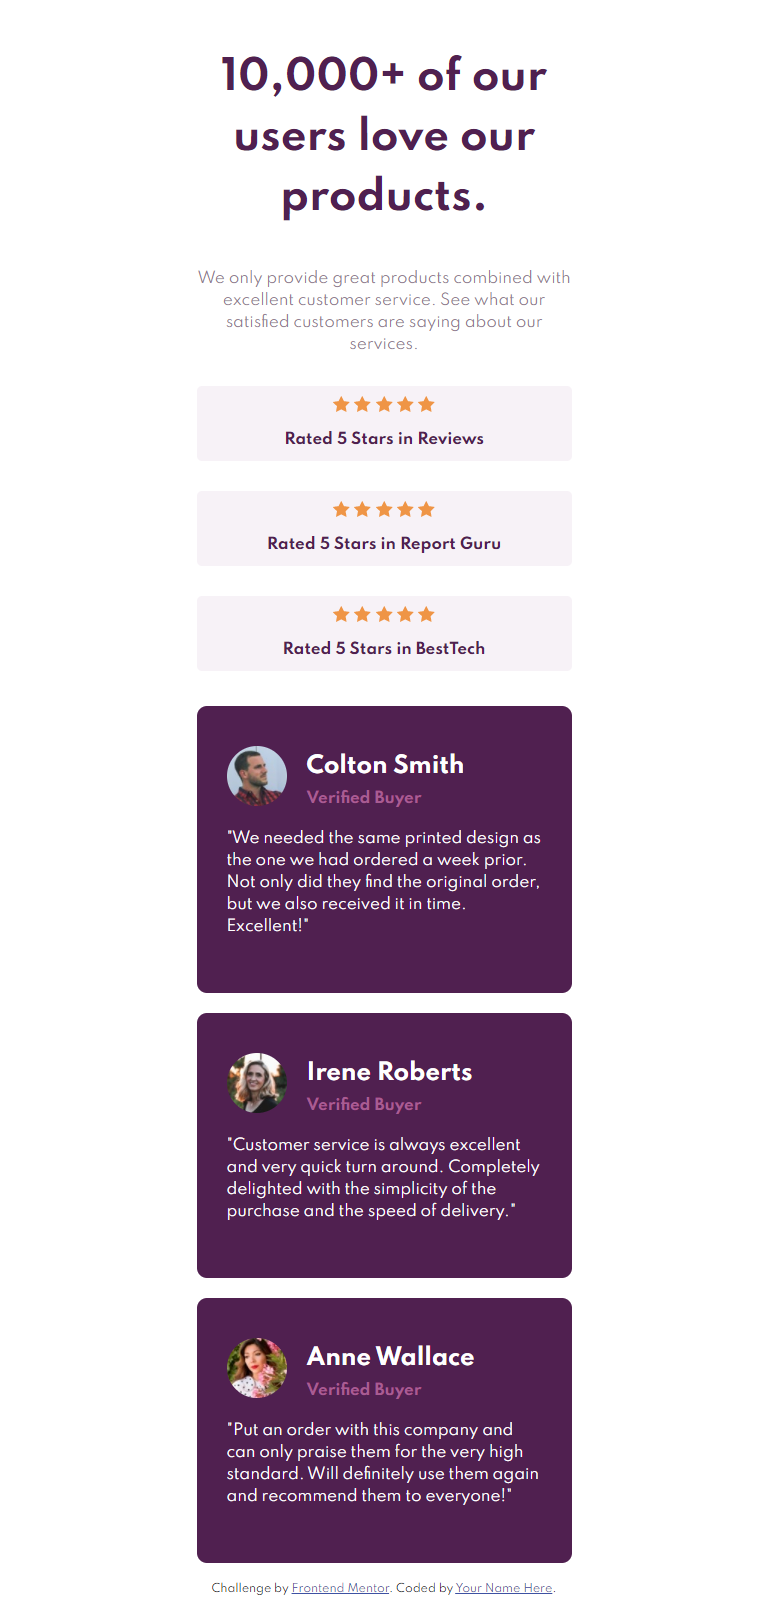 10,000+ of our
users love our
products.
We only provide great products combined with
excellent customer service. See what our
satisfied customers are saying about our
services.
Rated 5 Stars in Reviews
Rated 5 Stars in Report Guru
Rated 5 Stars in BestTech
Colton Smith
Verified Buyer
"We needed the same printed design as
the one we had ordered a week prior.
Not only did they find the original order,
but we also received it in time.
Excellent!"
Irene Roberts
Verified Buyer
"Customer service is always excellent
and very quick turn around. Completely
delighted with the simplicity of the
purchase and the speed of delivery."
Anne Wallace
Verified Buyer
"Put an order with this company and
can only praise them for the very high
standard. Will definitely use them again
and recommend them to everyone!"
Challenge by Frontend Mentor. Coded by Your Name Here.